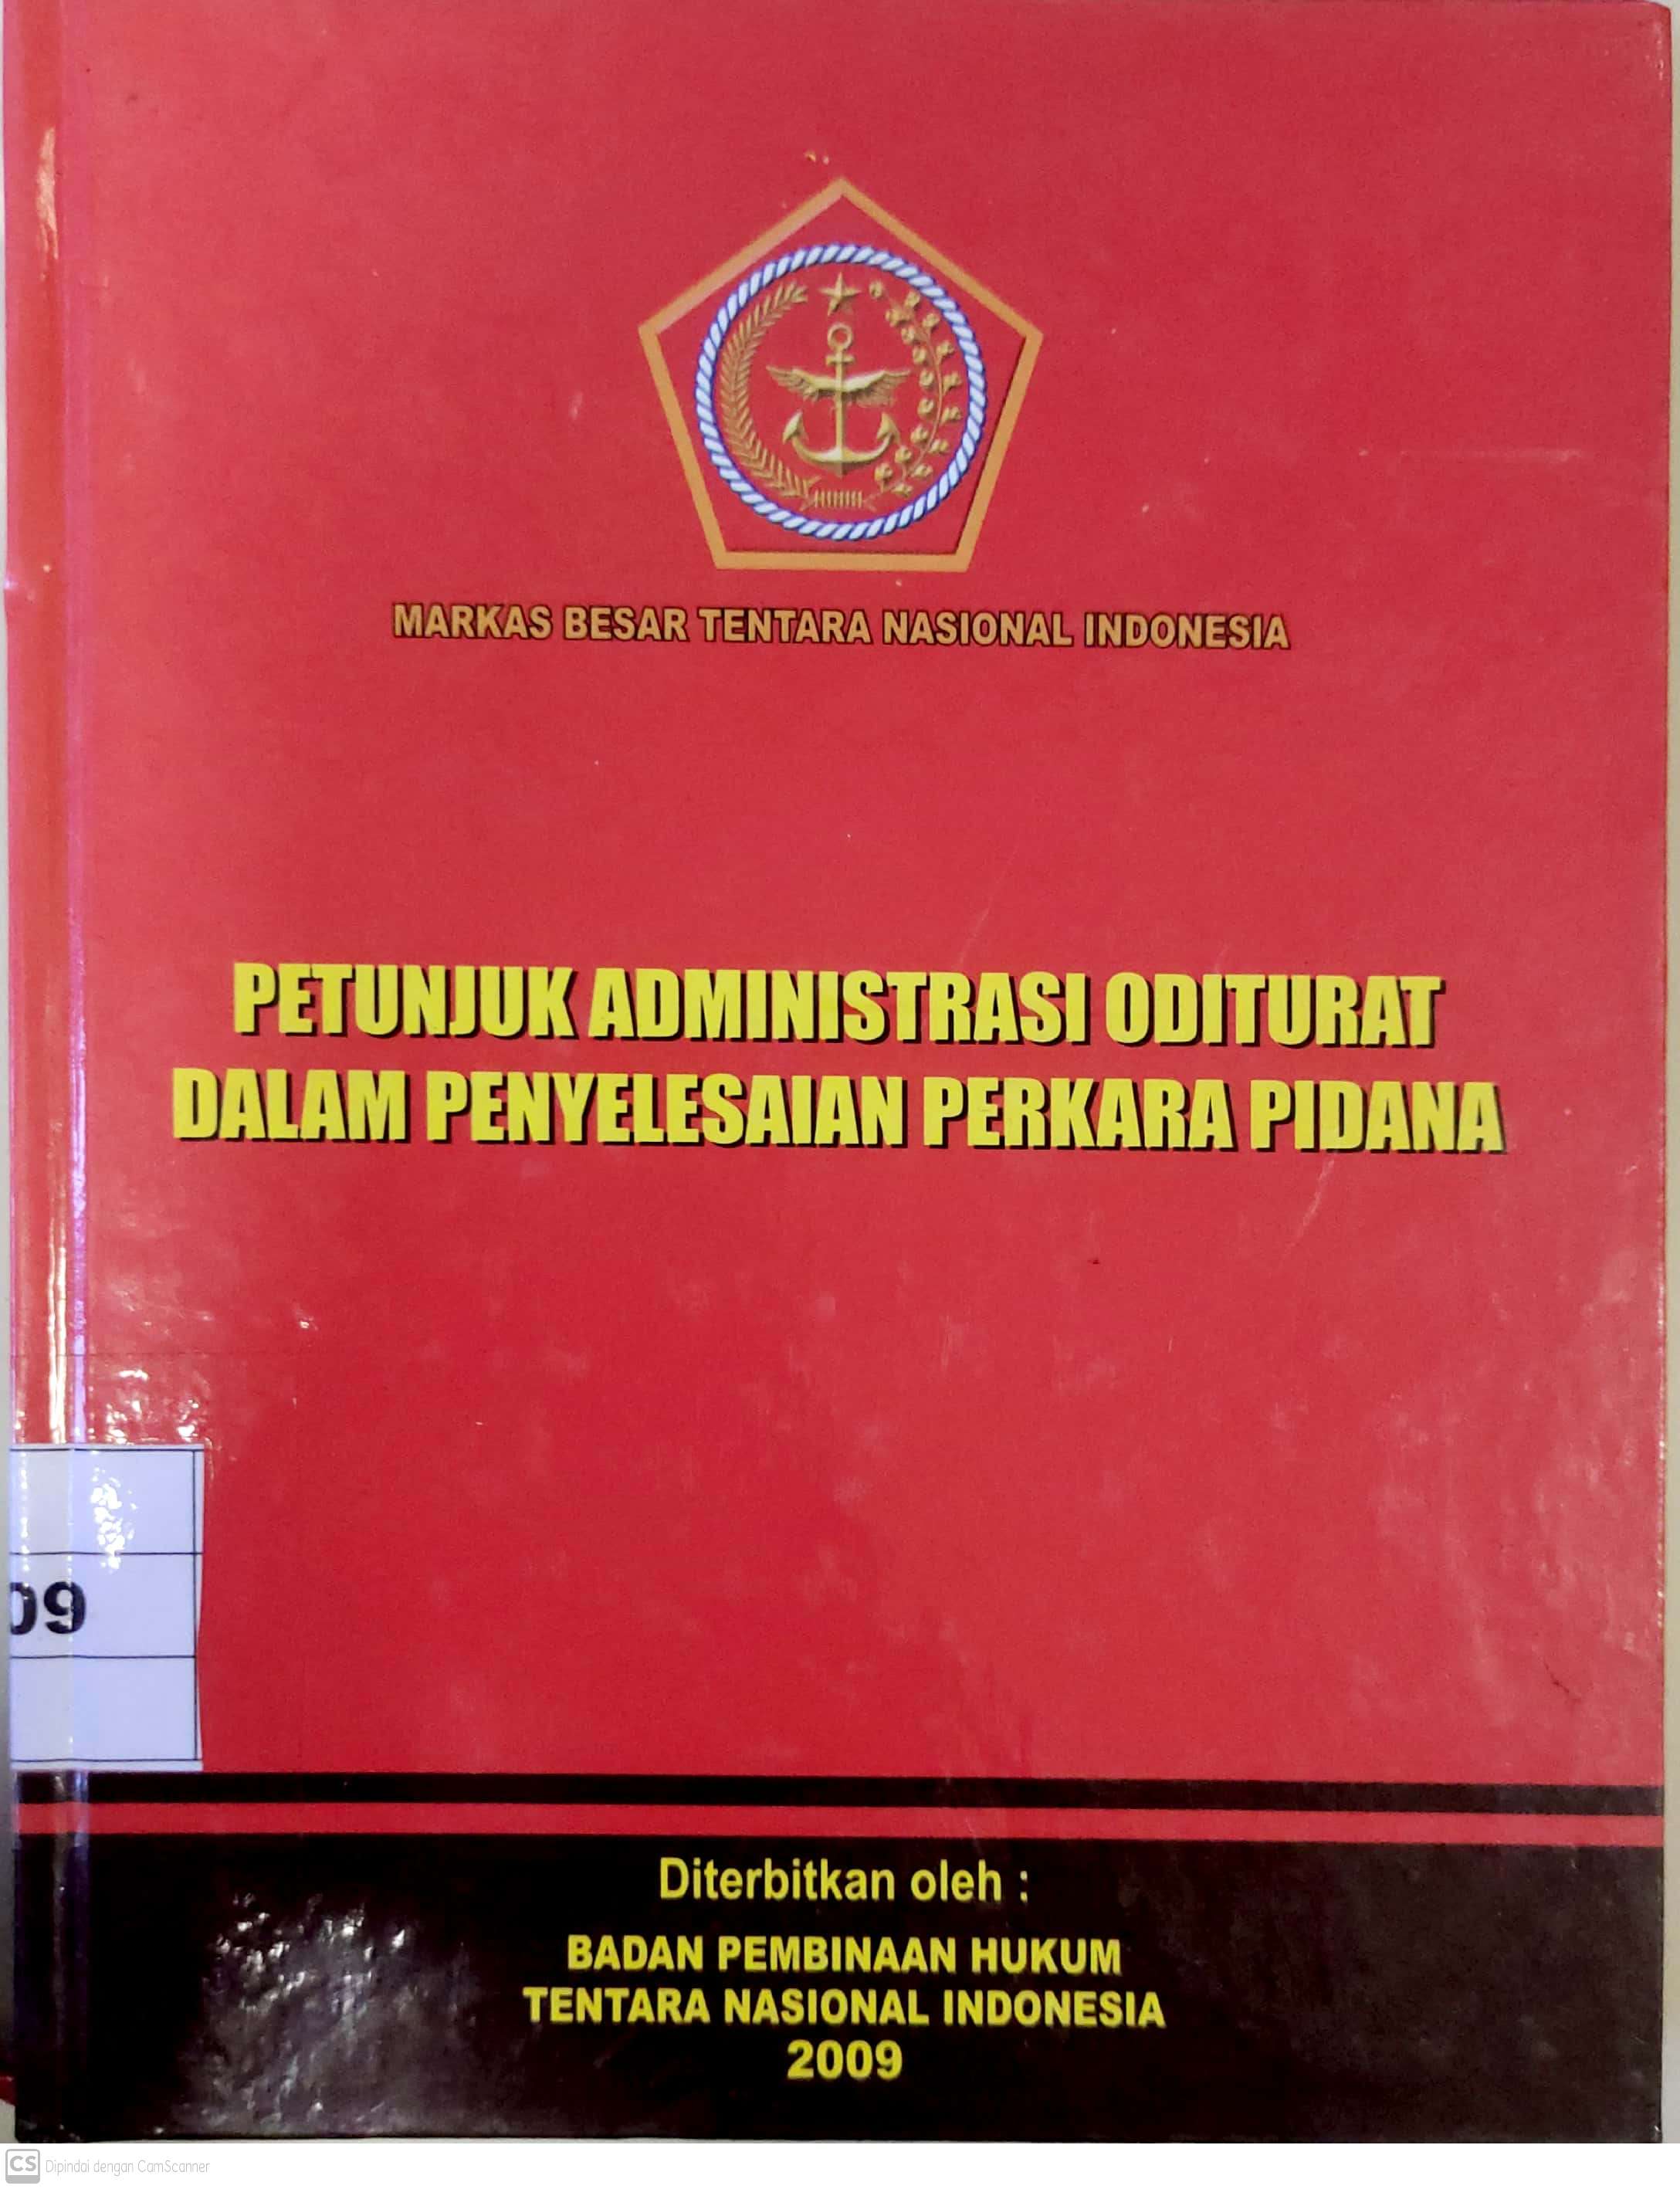 MARKAS BESAR TENTARA NASIONAL INDONESIA
PETUNJUK ADMINISTRASI ODITURAT
DALAM PENYELESAIAN PERKARA PIDANA
09
Diterbitkan oleh :
BADAN PEMBINAAN HUKUM
TENTARA NASIONAL INDONESIA
2009
CS Dipindai dengan CamScanner